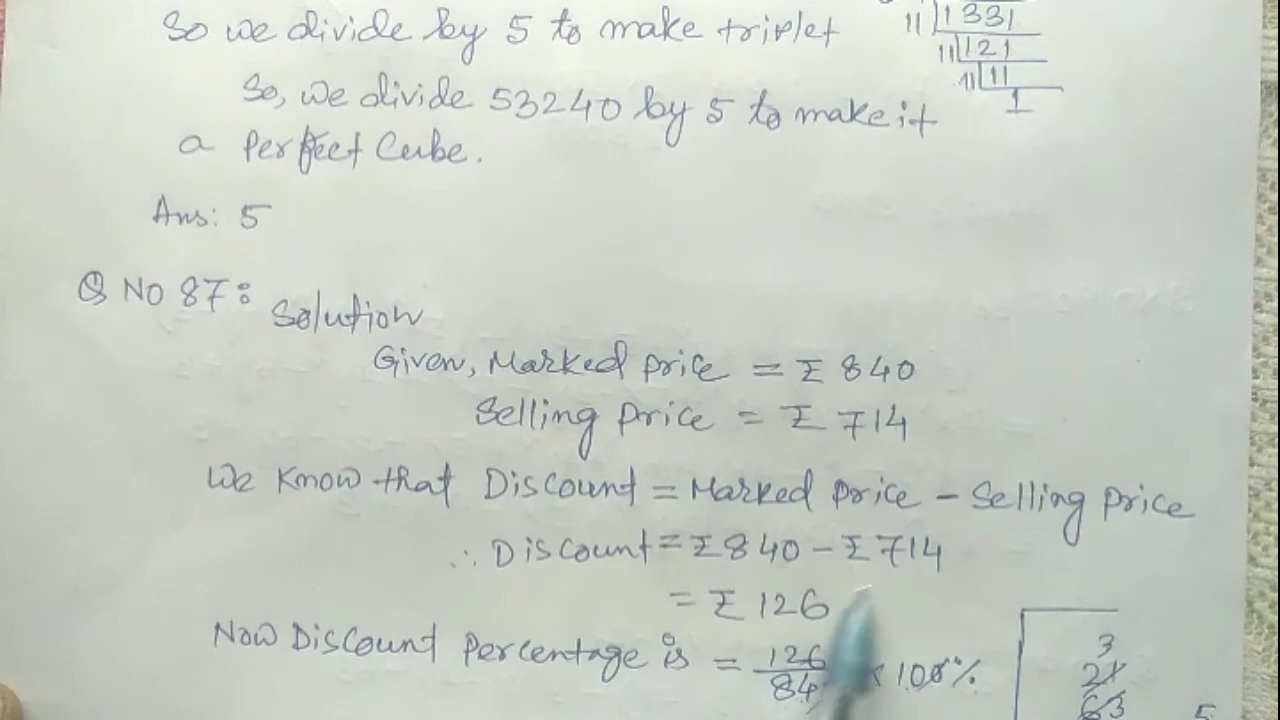 So we divide by 5 to make triplet
So, we divide 53240 by 5 to make it
a Perfect Cube.
Ans: 5
11 | 1331
11 | 121
11 | 11
1
Q NO 87:
Solution
Given, Marked price = ₹ 840
Selling price = ₹ 714
We know that Discount = Marked price - Selling price
∴ Discount = ₹ 840 - ₹ 714
= ₹ 126
Now Discount Percentage is = 126/84 × 100%
3
21
63
5